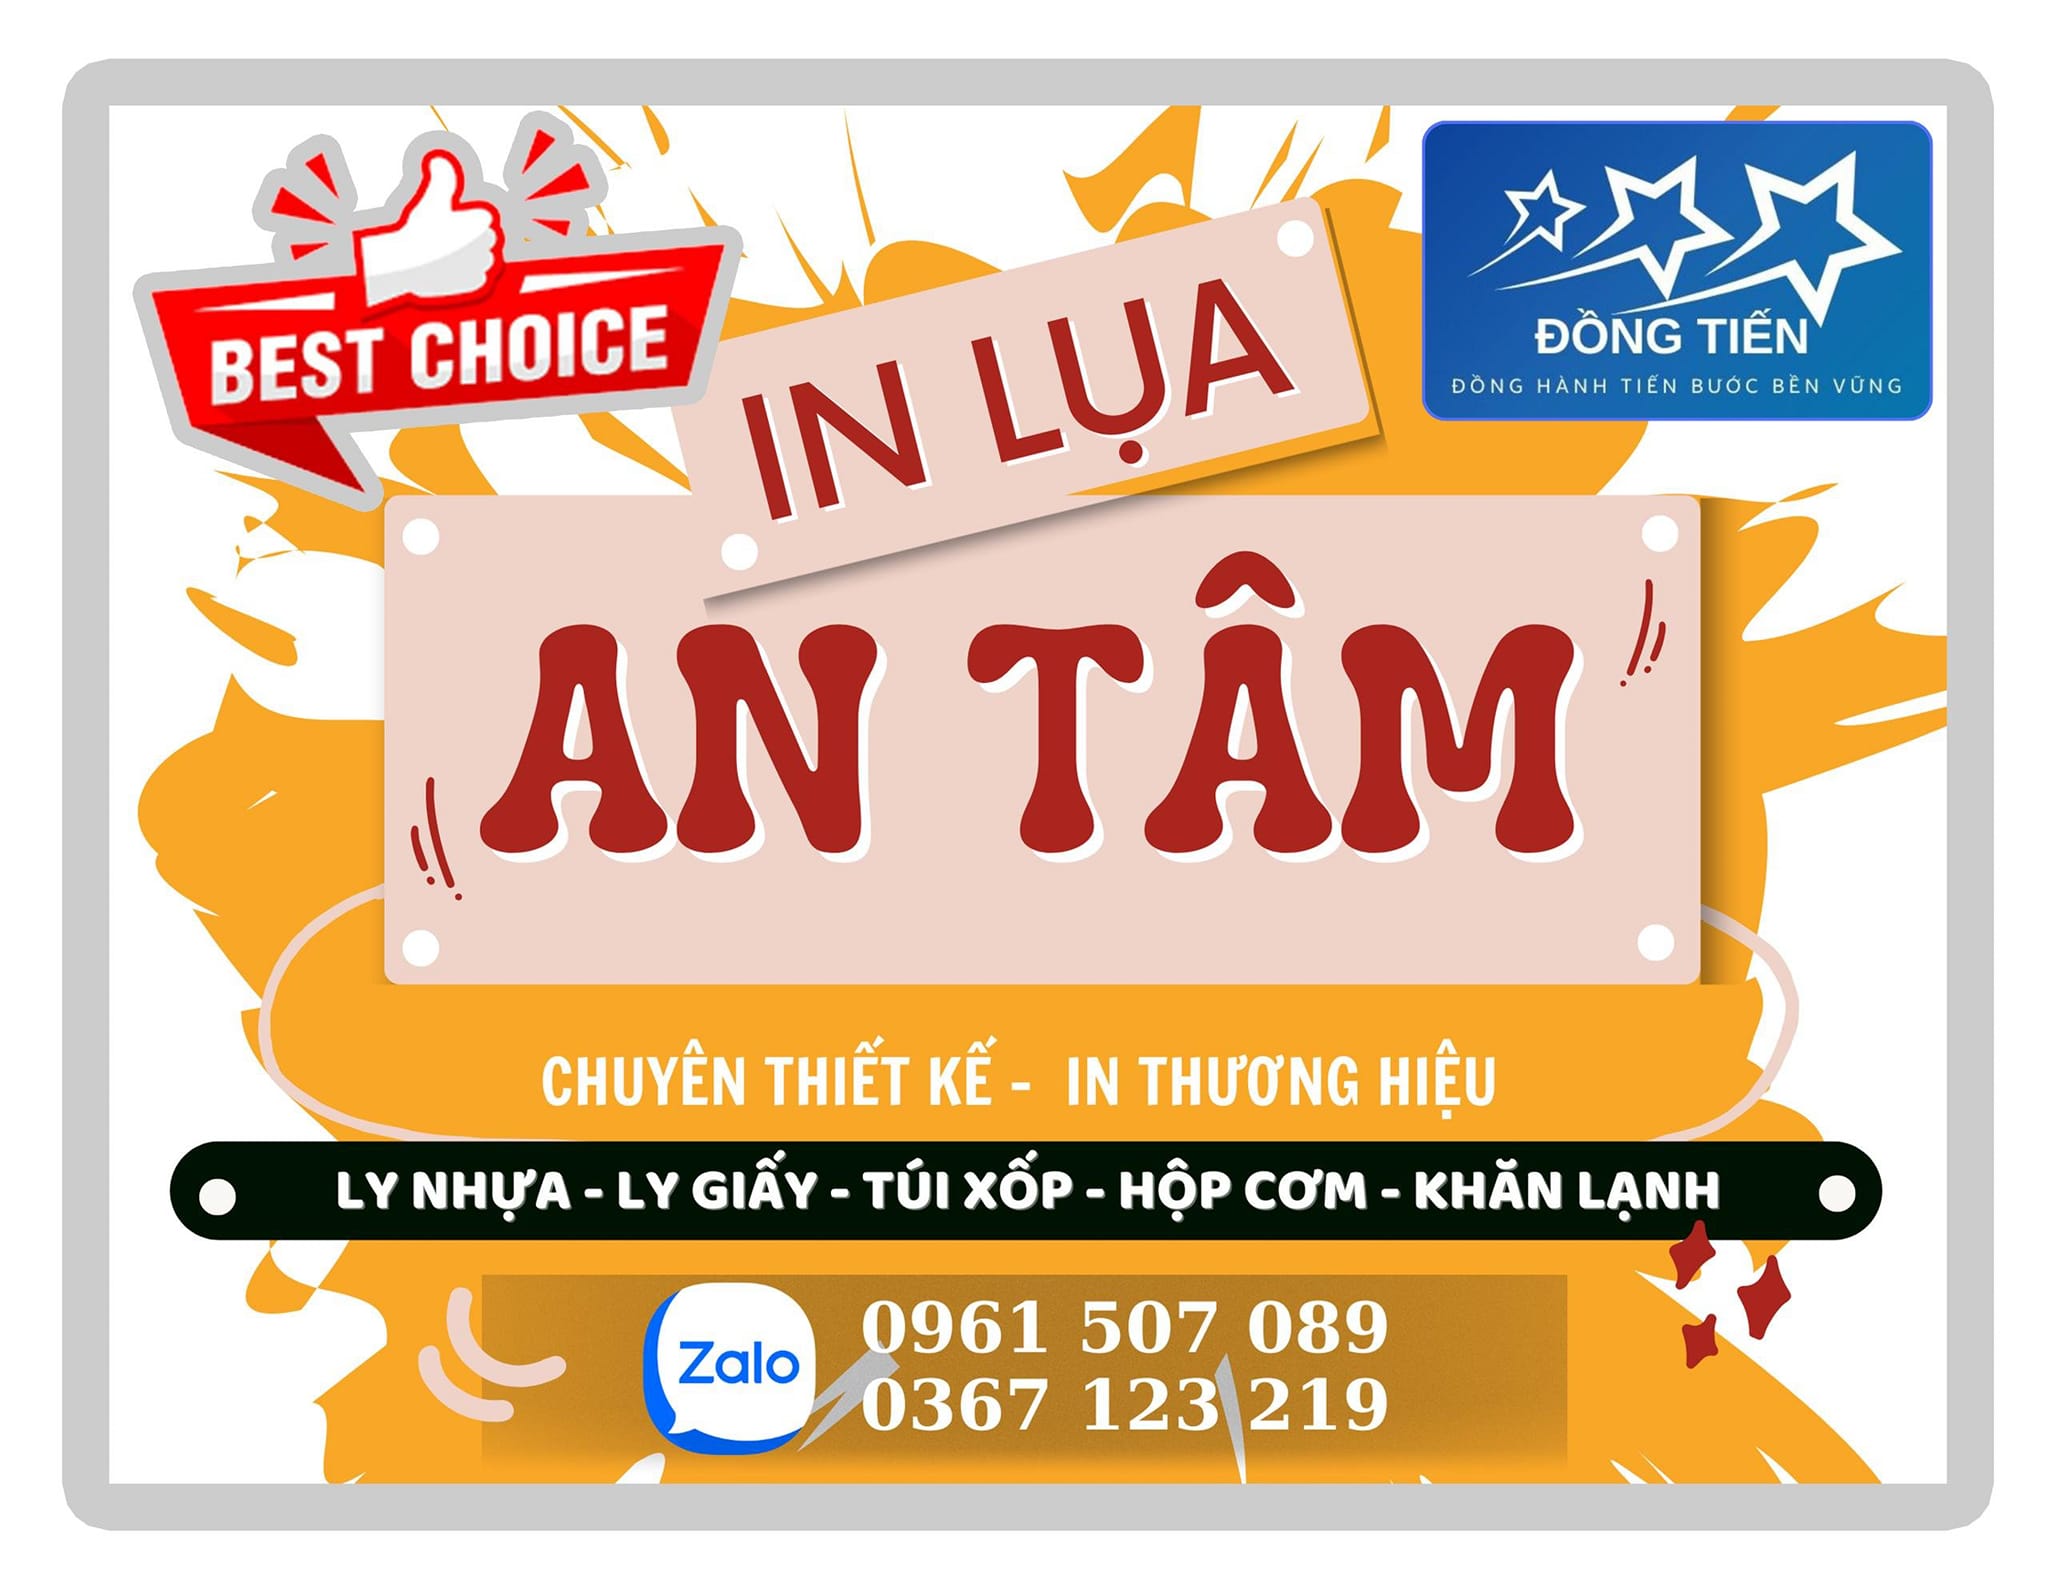 BEST CHOICE
ĐỒNG TIẾN
ĐỒNG HÀNH TIẾN BƯỚC BỀN VỮNG
IN LỤA
AN TÂM
CHUYÊN THIẾT KẾ - IN THƯƠNG HIỆU
LY NHỰA - LY GIẤY - TÚI XỐP - HỘP CƠM - KHĂN LẠNH
Zalo
0961 507 089
0367 123 219